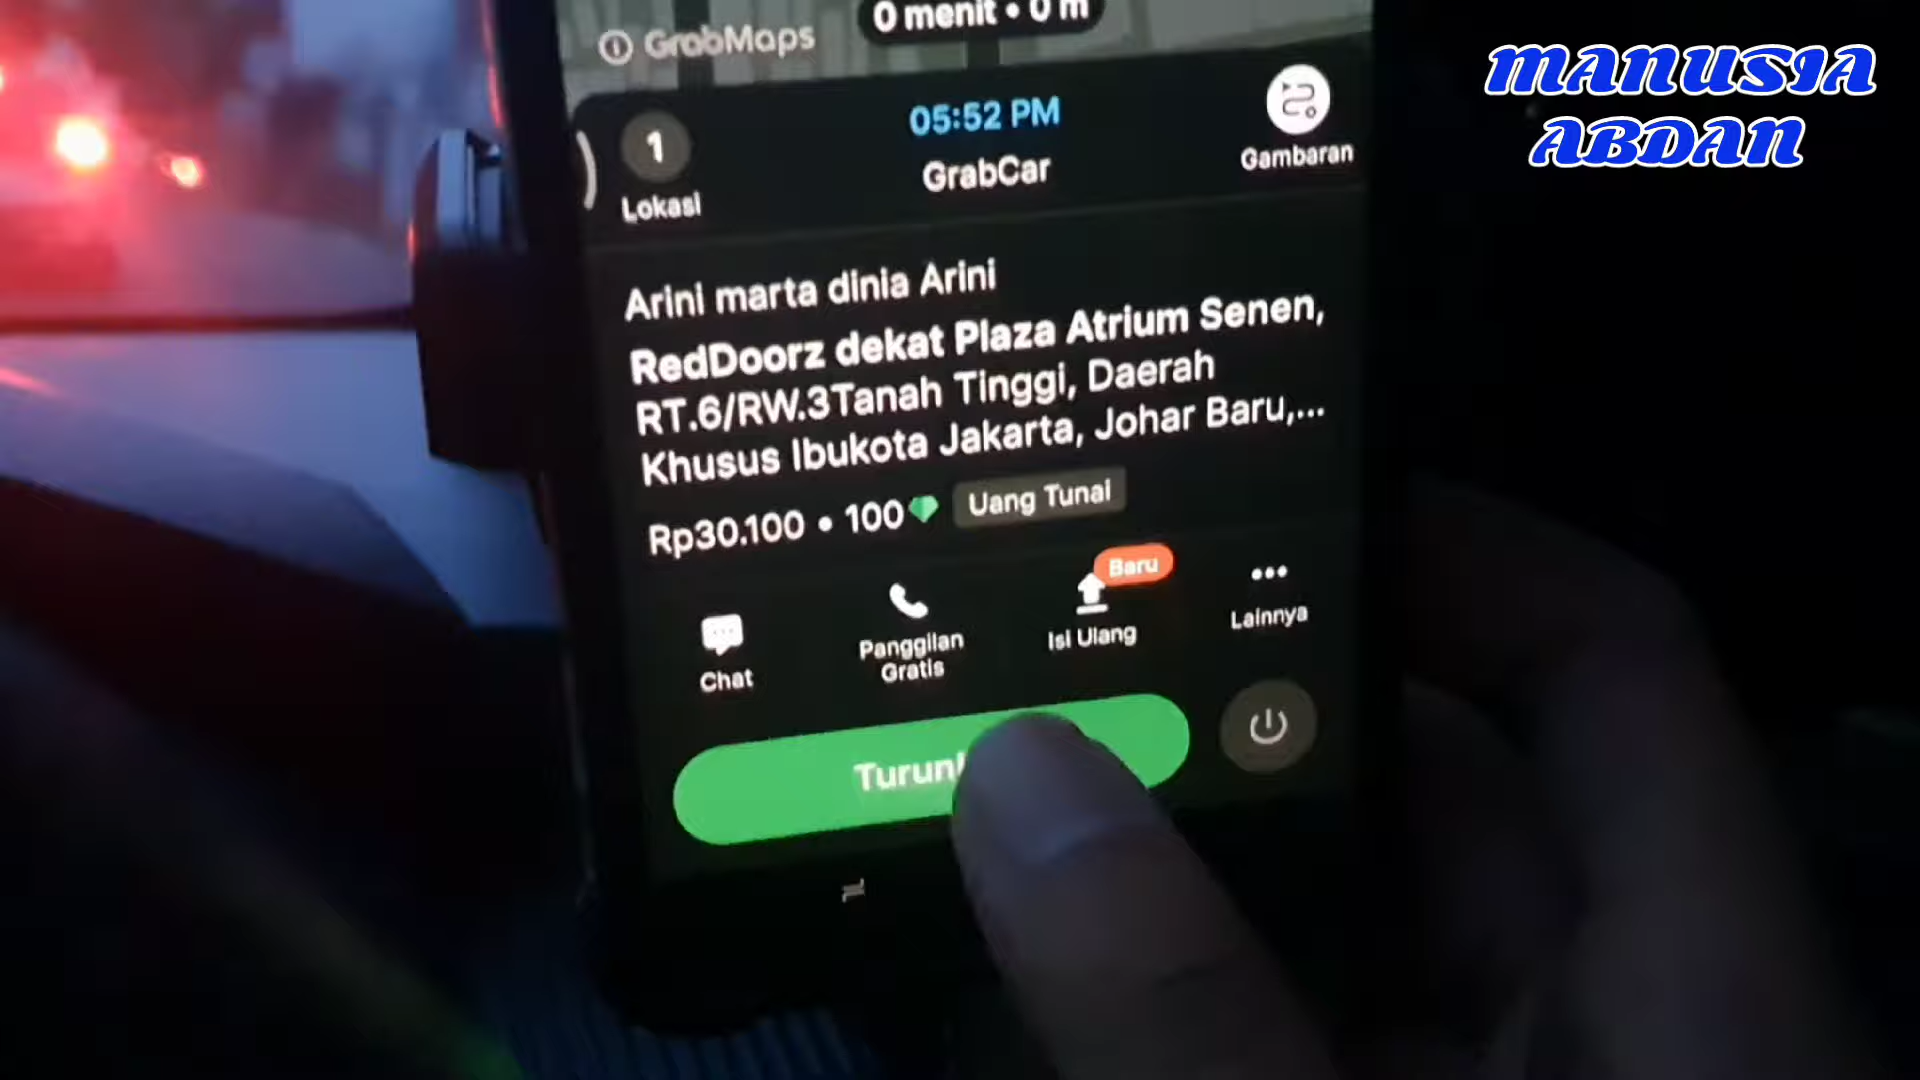 0 menit • 0 m
GrabMaps
MANUSIA
ABDAN
1
Lokasi
05:52 PM
GrabCar
Gambaran
Arini marta dinia Arini
RedDoorz dekat Plaza Atrium Senen,
RT.6/RW.3Tanah Tinggi, Daerah
Khusus Ibukota Jakarta, Johar Baru,...
Rp30.100 • 100 Uang Tunai
Chat
Panggilan
Gratis
Baru
Isi Ulang
Lainnya